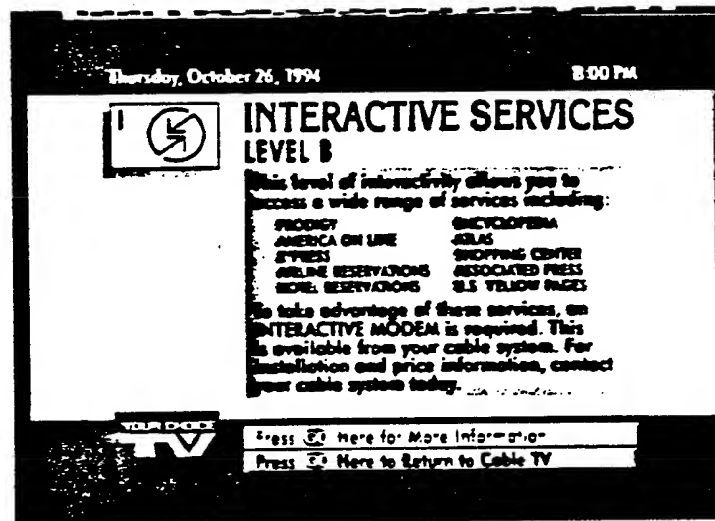 Thursday, October 26, 1994 8:00 PM
INTERACTIVE SERVICES
LEVEL B
This level of interactivity allows you to
access a wide range of services including:
PRODIGY ENCYCLOPEDIA
AMERICA ON LINE ATLAS
X*PRESS SHOPPING CENTER
AIRLINE RESERVATIONS ASSOCIATED PRESS
HOTEL RESERVATIONS U.S YELLOW PAGES
To take advantage of these services, an
INTERACTIVE MODEM is required. This
is available from your cable system. For
installation and price information, contact
your cable system today.
YOUR CHOICE
TV
Press Here for More Information
Press Here to Return to Cable TV